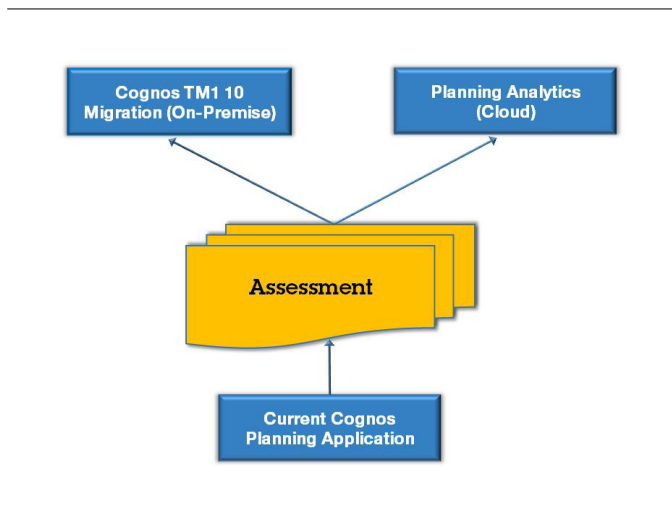 Cognos TM1 10
Migration (On-Premise)
Planning Analytics
(Cloud)
Assessment
Current Cognos
Planning Application